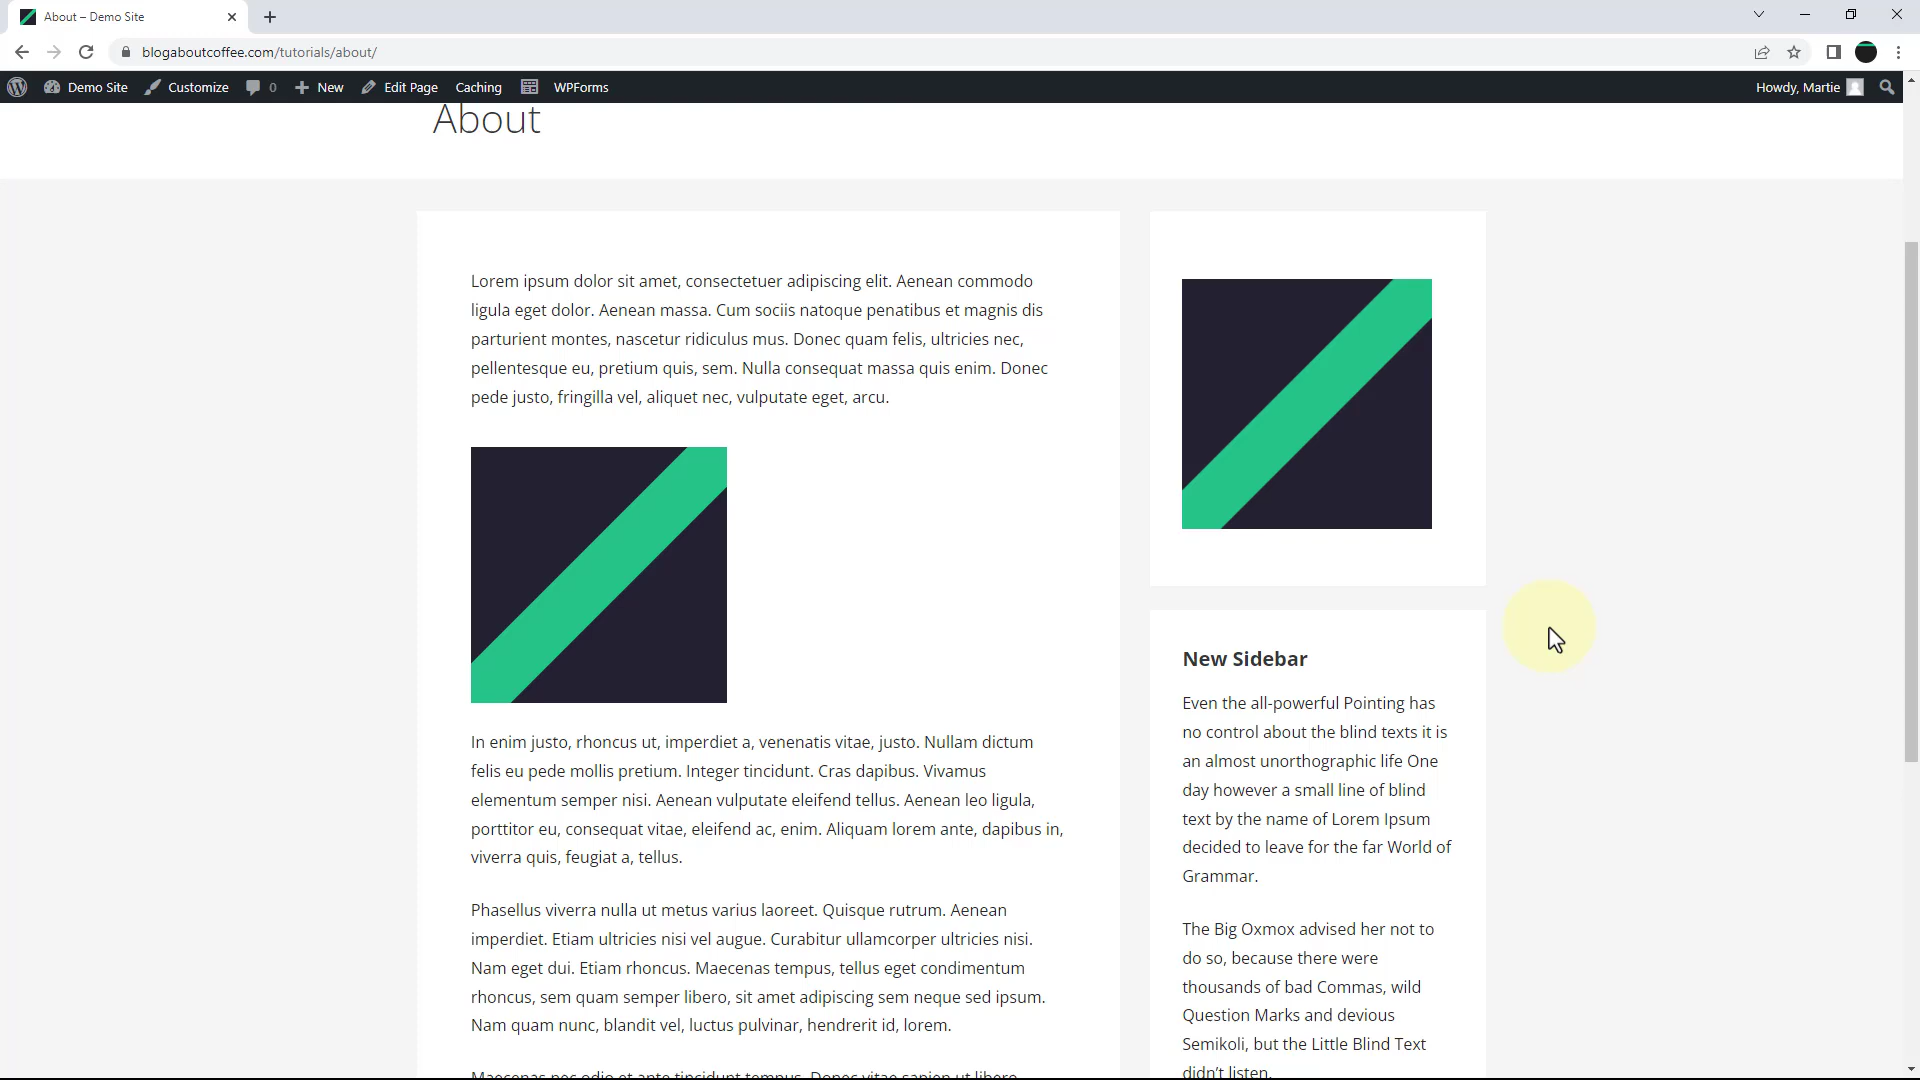 About – Demo Site
blogaboutcoffee.com/tutorials/about/
Demo Site
Customize
0
New
Edit Page
Caching
WPForms
Howdy, Martie
About
Lorem ipsum dolor sit amet, consectetuer adipiscing elit. Aenean commodo
ligula eget dolor. Aenean massa. Cum sociis natoque penatibus et magnis dis
parturient montes, nascetur ridiculus mus. Donec quam felis, ultricies nec,
pellentesque eu, pretium quis, sem. Nulla consequat massa quis enim. Donec
pede justo, fringilla vel, aliquet nec, vulputate eget, arcu.
In enim justo, rhoncus ut, imperdiet a, venenatis vitae, justo. Nullam dictum
felis eu pede mollis pretium. Integer tincidunt. Cras dapibus. Vivamus
elementum semper nisi. Aenean vulputate eleifend tellus. Aenean leo ligula,
porttitor eu, consequat vitae, eleifend ac, enim. Aliquam lorem ante, dapibus in,
viverra quis, feugiat a, tellus.
Phasellus viverra nulla ut metus varius laoreet. Quisque rutrum. Aenean
imperdiet. Etiam ultricies nisi vel augue. Curabitur ullamcorper ultricies nisi.
Nam eget dui. Etiam rhoncus. Maecenas tempus, tellus eget condimentum
rhoncus, sem quam semper libero, sit amet adipiscing sem neque sed ipsum.
Nam quam nunc, blandit vel, luctus pulvinar, hendrerit id, lorem.
Maecenas nec odio et ante tincidunt tempus. Donec vitae sapien ut libero
New Sidebar
Even the all-powerful Pointing has
no control about the blind texts it is
an almost unorthographic life One
day however a small line of blind
text by the name of Lorem Ipsum
decided to leave for the far World of
Grammar.
The Big Oxmox advised her not to
do so, because there were
thousands of bad Commas, wild
Question Marks and devious
Semikoli, but the Little Blind Text
didn't listen.